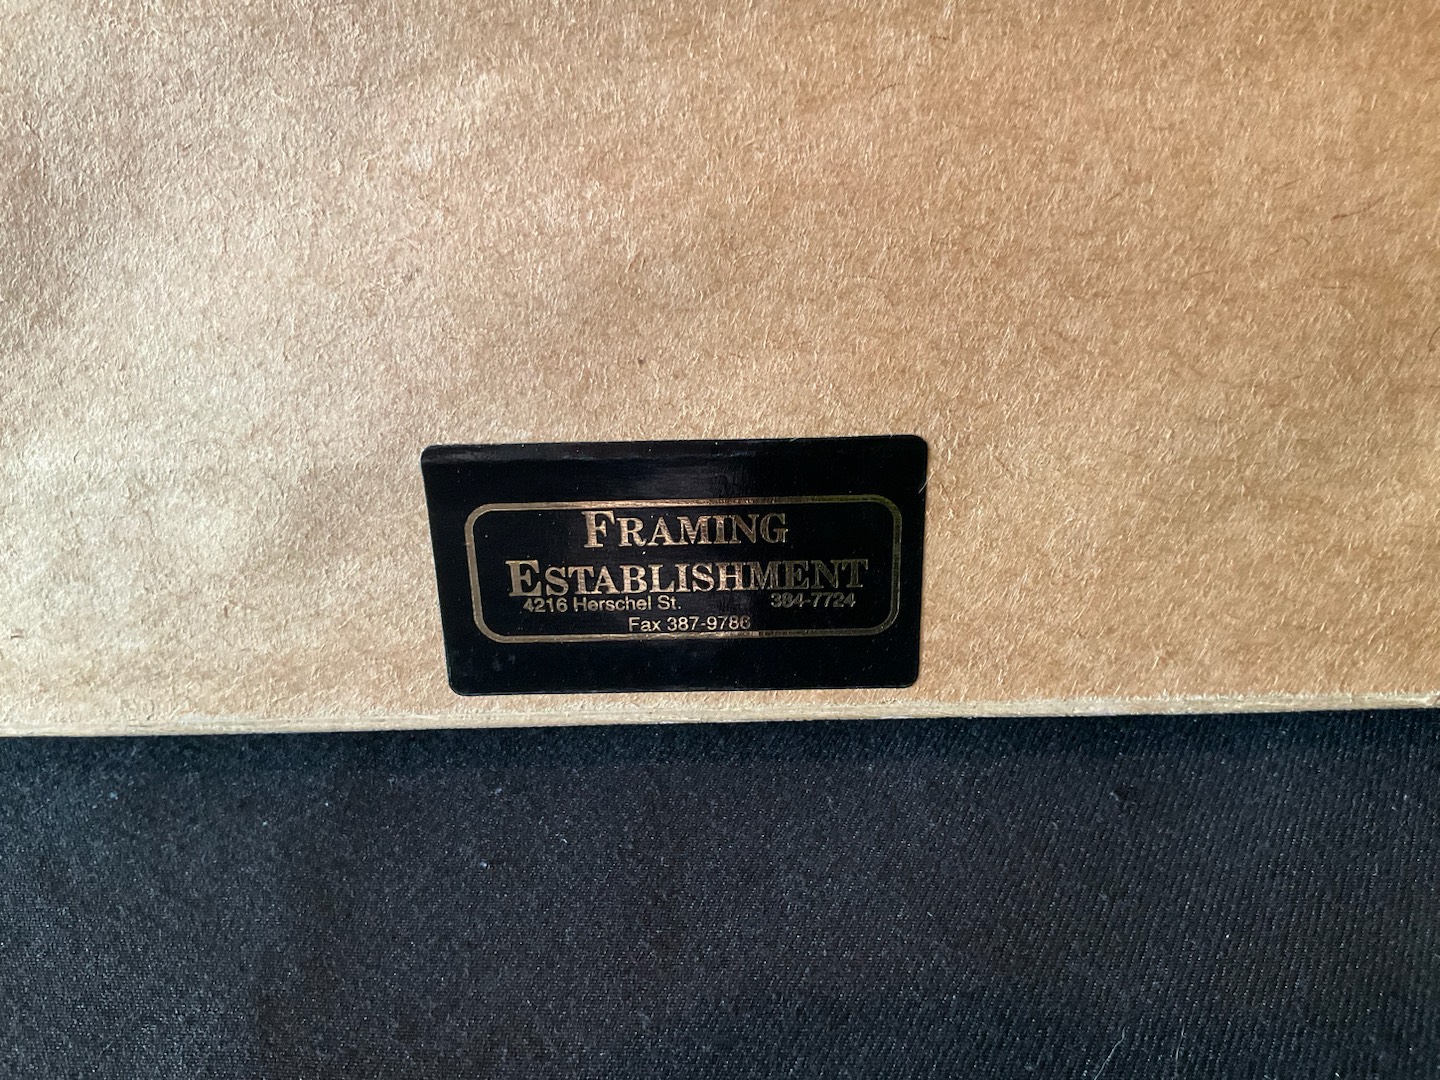 FRAMING
ESTABLISHMENT
4216 Herschel St. 384-7724
Fax 387-9786